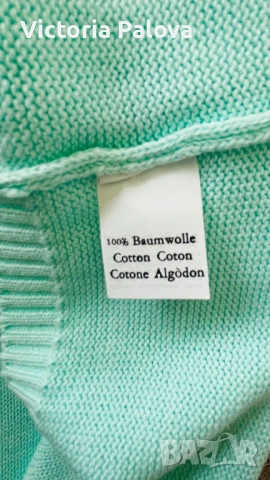 Victoria Palova
100% Baumwolle
Cotton Coton
Cotone Algòdon
BAZAR